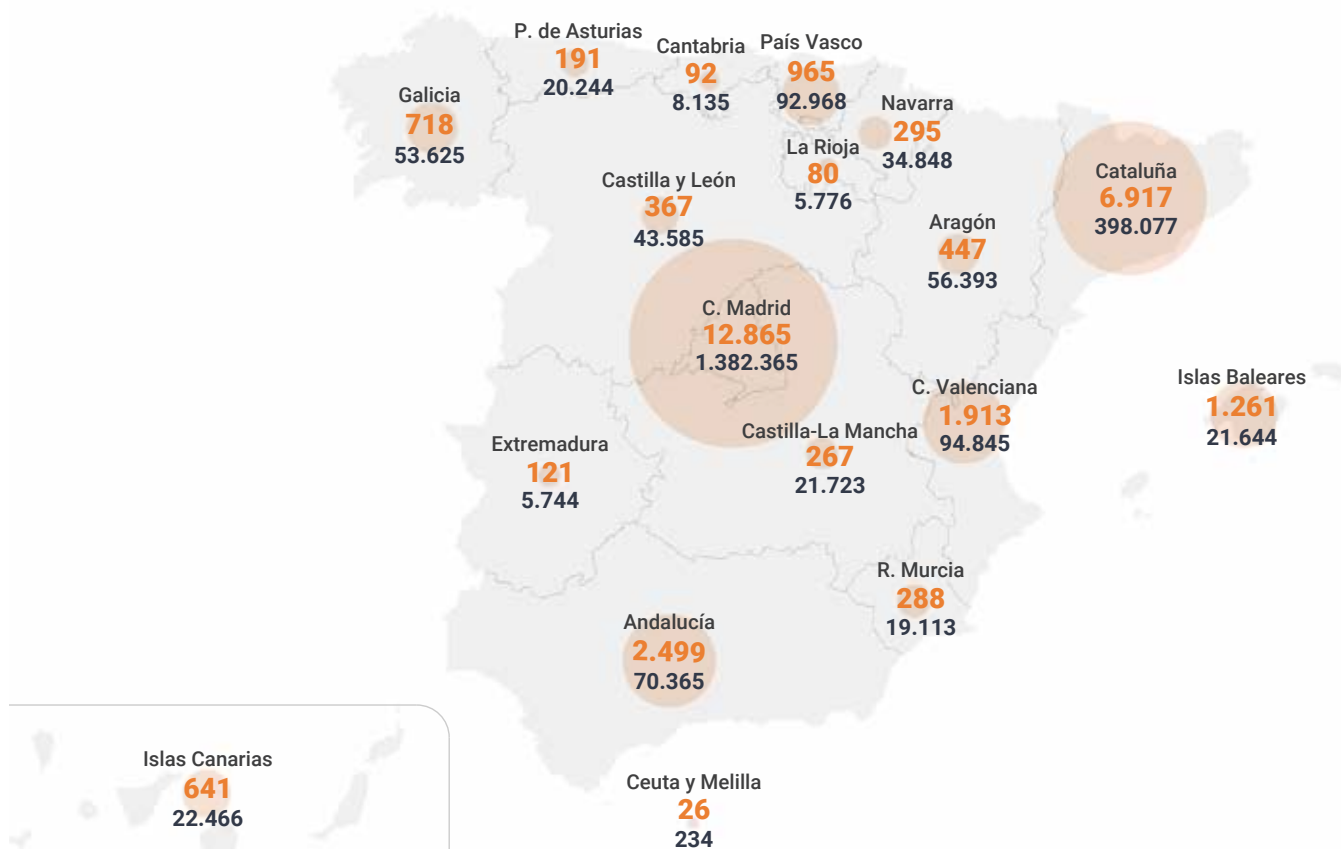 P. de Asturias
191
20.244
Cantabria
92
8.135
País Vasco
965
92.968
Galicia
718
53.625
Navarra
295
34.848
La Rioja
80
5.776
Castilla y León
367
43.585
Cataluña
6.917
398.077
Aragón
447
56.393
C. Madrid
12.865
1.382.365
C. Valenciana
1.913
94.845
Islas Baleares
1.261
21.644
Castilla-La Mancha
267
21.723
Extremadura
121
5.744
R. Murcia
288
19.113
Andalucía
2.499
70.365
Islas Canarias
641
22.466
Ceuta y Melilla
26
234